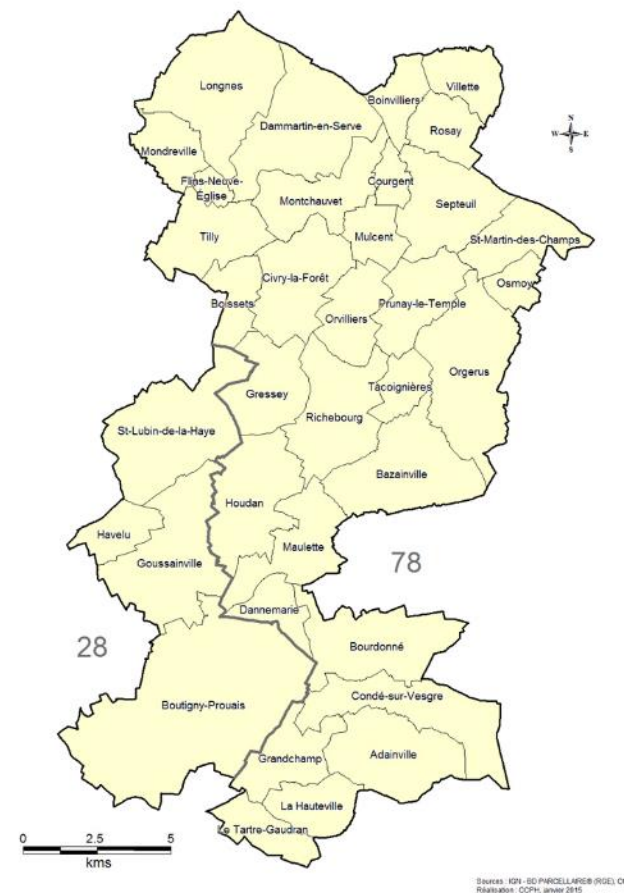 Longnes
Villette
Boinvilliers
Dammartin-en-Serve
Rosay
N
W E
S
Mondreville
Flins-Neuve-
Église
Courgent
Montchauvet
Septeuil
Tilly
Mulcent
St-Martin-des-Champs
Civry-la-Forêt
Osmoy
Boissets
Orvilliers
Prunay-le-Temple
Gressey
Tacoignières
Orgerus
Richebourg
St-Lubin-de-la-Haye
Bazainville
Houdan
Havelu
Maulette
Goussainville
78
Dannemarie
28
Bourdonné
Condé-sur-Vesgre
Boutigny-Prouais
Grandchamp
Adainville
La Hauteville
Le Tartre-Gaudran
0 2.5 5
kms
Sources : IGN - BD PARCELLAIRE® (RGE),
Réalisation : CCPH, janvier 2015